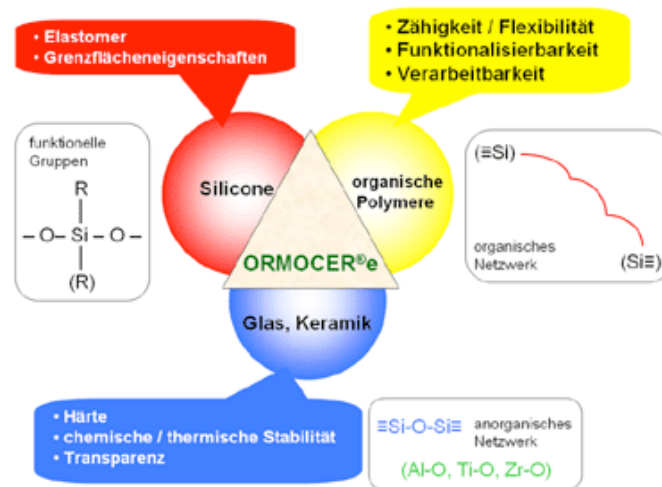 • Elastomer
• Grenzflächeneigenschaften
• Zähigkeit / Flexibilität
• Funktionalisierbarkeit
• Verarbeitbarkeit
funktionelle
Gruppen
R
– O – Si – O –
(R)
Silicone
organische
Polymere
ORMOCER®e
Glas, Keramik
(≡Si)
organisches
Netzwerk
(Si≡)
• Härte
• chemische / thermische Stabilität
• Transparenz
≡Si-O-Si≡ anorganisches
Netzwerk
(Al-O, Ti-O, Zr-O)